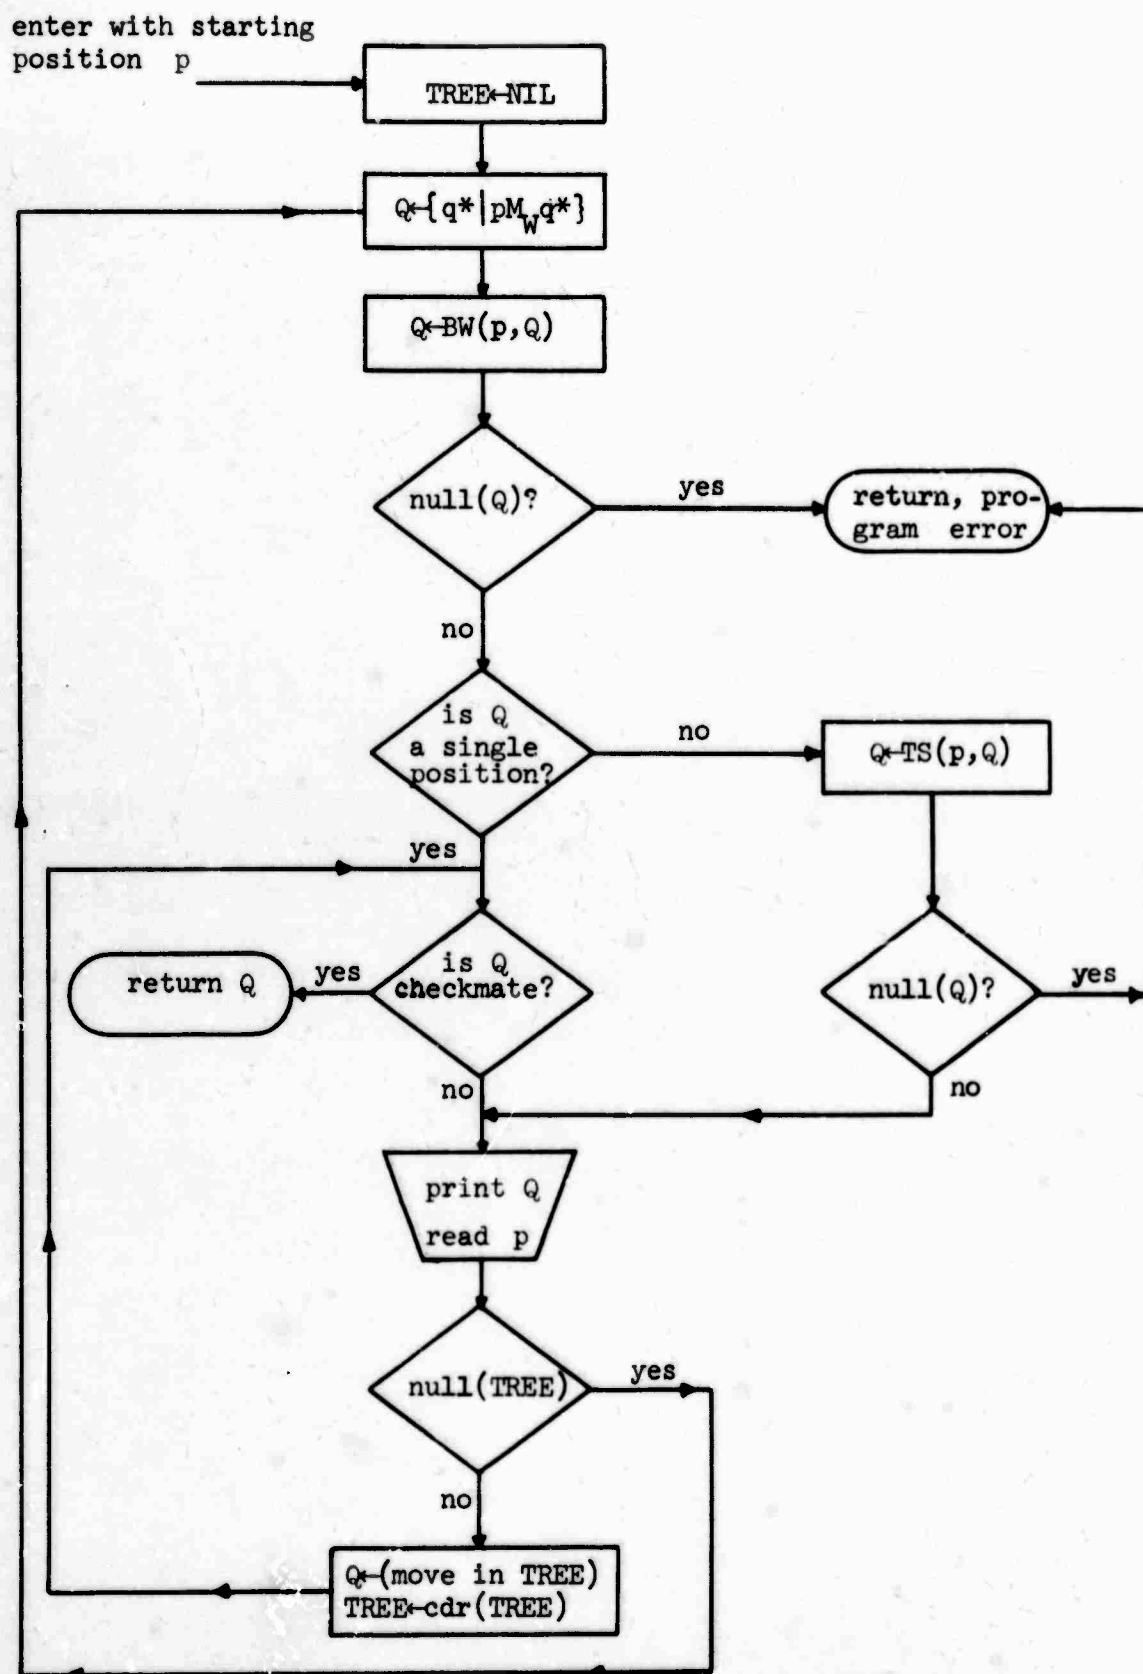 enter with starting
position p
TREE←NIL
Q←{q*|pM_Wq*}
Q←BW(p,Q)
null(Q)?
yes
return, pro-
gram error
no
is Q
a single
position?
no
Q←TS(p,Q)
yes
is Q
checkmate?
yes
return Q
null(Q)?
yes
no
no
print Q
read p
null(TREE)
yes
no
Q←(move in TREE)
TREE←cdr(TREE)